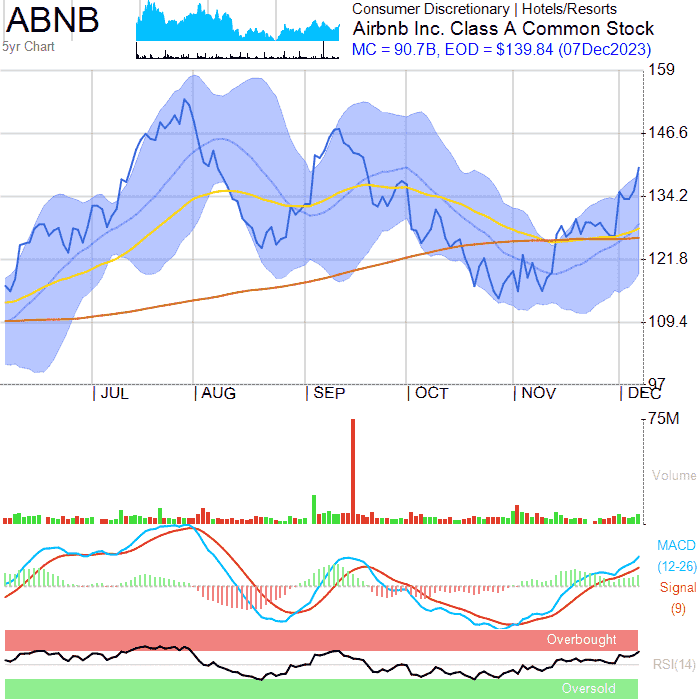 ABNB
5yr Chart
Consumer Discretionary | Hotels/Resorts
Airbnb Inc. Class A Common Stock
MC = 90.7B, EOD = $139.84 (07Dec2023)
159
146.6
134.2
121.8
109.4
97
JUL AUG SEP OCT NOV DEC
75M
Volume
MACD
(12-26)
Signal
(9)
Overbought
RSI(14)
Oversold